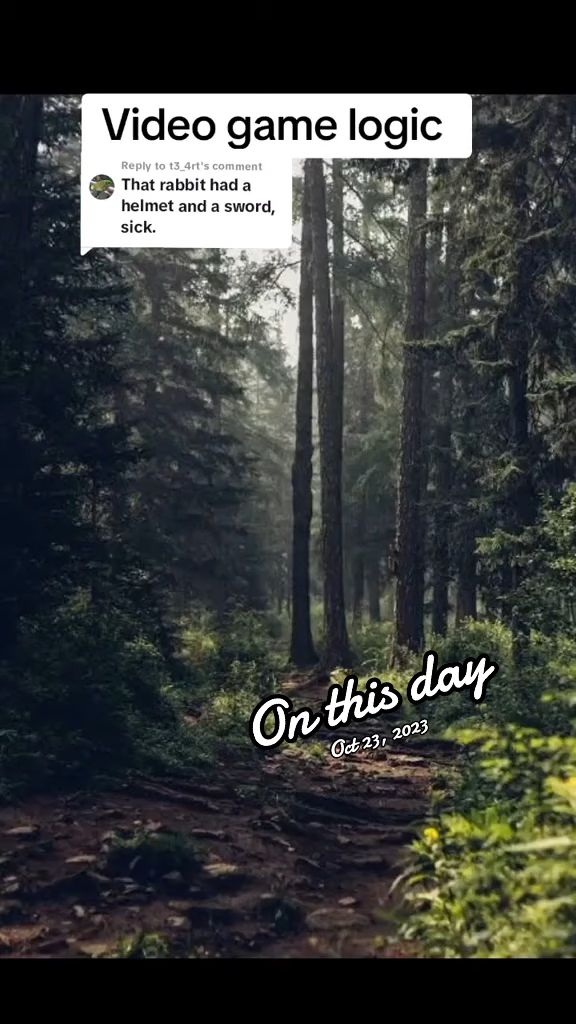 Video game logic
Reply to t3_4rt's comment
That rabbit had a
helmet and a sword,
sick.
On this day
Oct 23, 2023